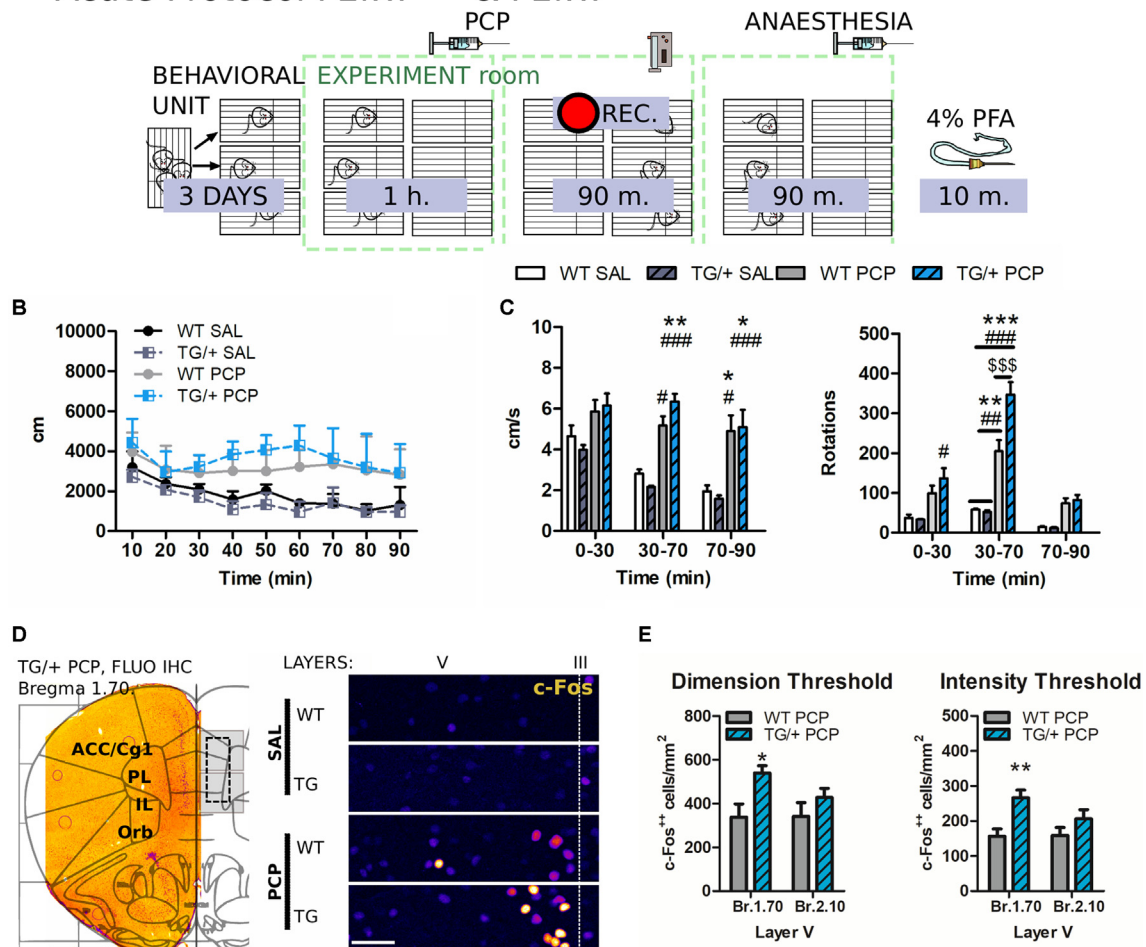 PCP
ANAESTHESIA
BEHAVIORAL EXPERIMENT room
UNIT
REC.
4% PFA
3 DAYS
1 h.
90 m.
90 m.
10 m.
WT SAL
TG/+ SAL
WT PCP
TG/+ PCP
B
10000
8000
6000
4000
2000
0
cm
WT SAL
TG/+ SAL
WT PCP
TG/+ PCP
10 20 30 40 50 60 70 80 90
Time (min)
C
10
8
6
4
2
0
cm/s
** 
###
*
###
#
*
#
0-30 30-70 70-90
Time (min)
500
400
300
200
100
0
Rotations
***
###
$$$
**
##
#
0-30 30-70 70-90
Time (min)
D
TG/+ PCP, FLUO IHC
Bregma 1.70.
ACC/Cg1
PL
IL
Orb
LAYERS: V III
c-Fos
SAL
WT
TG
PCP
WT
TG
E
Dimension Threshold
WT PCP
TG/+ PCP
800
600
400
200
0
c-Fos++ cells/mm2
*
Br.1.70 Br.2.10
Layer V
Intensity Threshold
WT PCP
TG/+ PCP
500
400
300
200
100
0
c-Fos++ cells/mm2
**
Br.1.70 Br.2.10
Layer V